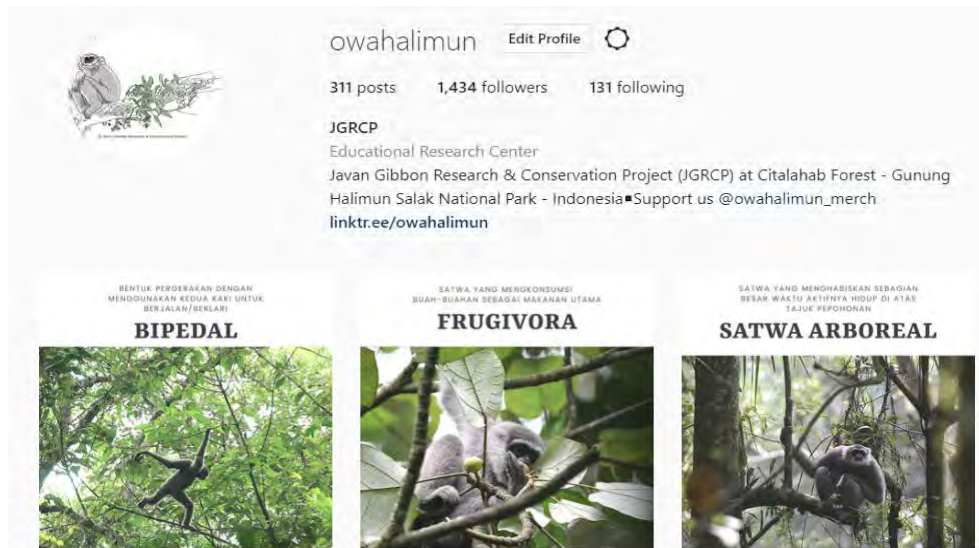 owahalimun Edit Profile
311 posts 1,434 followers 131 following
JGRCP
Educational Research Center
Javan Gibbon Research & Conservation Project (JGRCP) at Citalahab Forest - Gunung
Halimun Salak National Park - Indonesia▪Support us @owahalimun_merch
linktr.ee/owahalimun
BENTUK PERGERAKAN DENGAN
MENGGUNAKAN KEDUA KAKI UNTUK
BERJALAN/BERLARI
BIPEDAL
SATWA YANG MENGKONSUMSI
BUAH-BUAHAN SEBAGAI MAKANAN UTAMA
FRUGIVORA
SATWA YANG MENGHABISKAN SEBAGIAN
BESAR WAKTU AKTIFNYA HIDUP DI ATAS
TAJUK PEPOHONAN
SATWA ARBOREAL